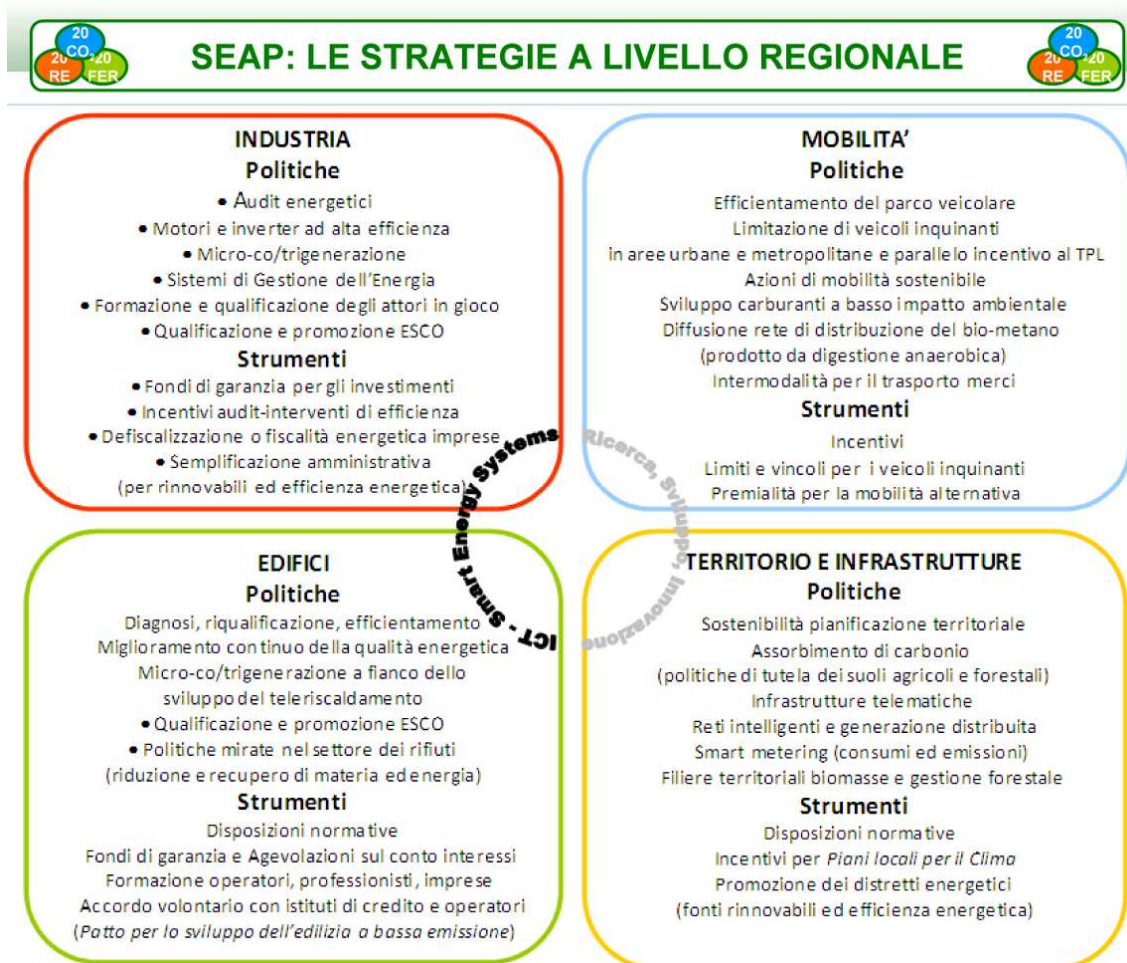 20
CO₂
20
RE
-20
FER
SEAP: LE STRATEGIE A LIVELLO REGIONALE
20
CO₂
20
RE
-20
FER
INDUSTRIA
Politiche
• Audit energetici
• Motori e inverter ad alta efficienza
• Micro-co/trigenerazione
• Sistemi di Gestione dell'Energia
• Formazione e qualificazione degli attori in gioco
• Qualificazione e promozione ESCO
Strumenti
• Fondi di garanzia per gli investimenti
• Incentivi audit-interventi di efficienza
• Defiscalizzazione o fiscalità energetica imprese
• Semplificazione amministrativa
(per rinnovabili ed efficienza energetica)
MOBILITA'
Politiche
Efficientamento del parco veicolare
Limitazione di veicoli inquinanti
in aree urbane e metropolitane e parallelo incentivo al TPL
Azioni di mobilità sostenibile
Sviluppo carburanti a basso impatto ambientale
Diffusione rete di distribuzione del bio-metano
(prodotto da digestione anaerobica)
Intermodalità per il trasporto merci
Strumenti
Incentivi
Limiti e vincoli per i veicoli inquinanti
Premialità per la mobilità alternativa
ICT - Smart Energy Systems
Ricerca, Sviluppo, Innovazione
EDIFICI
Politiche
Diagnosi, riqualificazione, efficientamento
Miglioramento continuo della qualità energetica
Micro-co/trigenerazione a fianco dello
sviluppo del teleriscaldamento
• Qualificazione e promozione ESCO
• Politiche mirate nel settore dei rifiuti
(riduzione e recupero di materia ed energia)
Strumenti
Disposizioni normative
Fondi di garanzia e Agevolazioni sul conto interessi
Formazione operatori, professionisti, imprese
Accordo volontario con istituti di credito e operatori
(Patto per lo sviluppo dell'edilizia a bassa emissione)
TERRITORIO E INFRASTRUTTURE
Politiche
Sostenibilità pianificazione territoriale
Assorbimento di carbonio
(politiche di tutela dei suoli agricoli e forestali)
Infrastrutture telematiche
Reti intelligenti e generazione distribuita
Smart metering (consumi ed emissioni)
Filiere territoriali biomasse e gestione forestale
Strumenti
Disposizioni normative
Incentivi per Piani locali per il Clima
Promozione dei distretti energetici
(fonti rinnovabili ed efficienza energetica)